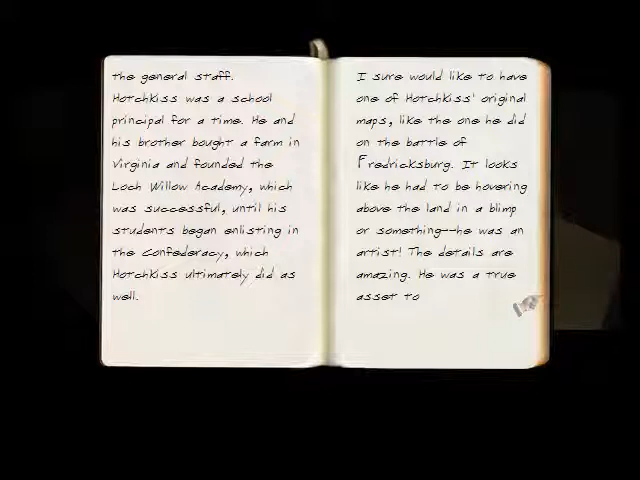 the general staff.
Hotchkiss was a school
principal for a time. He and
his brother bought a farm in
Virginia and founded the
Loch Willow Academy, which
was successful, until his
students began enlisting in
the Confederacy, which
Hotchkiss ultimately did as
well.
I sure would like to have
one of Hotchkiss' original
maps, like the one he did
on the battle of
Fredricksburg. It looks
like he had to be hovering
above the land in a blimp
or something--he was an
artist! The details are
amazing. He was a true
asset to